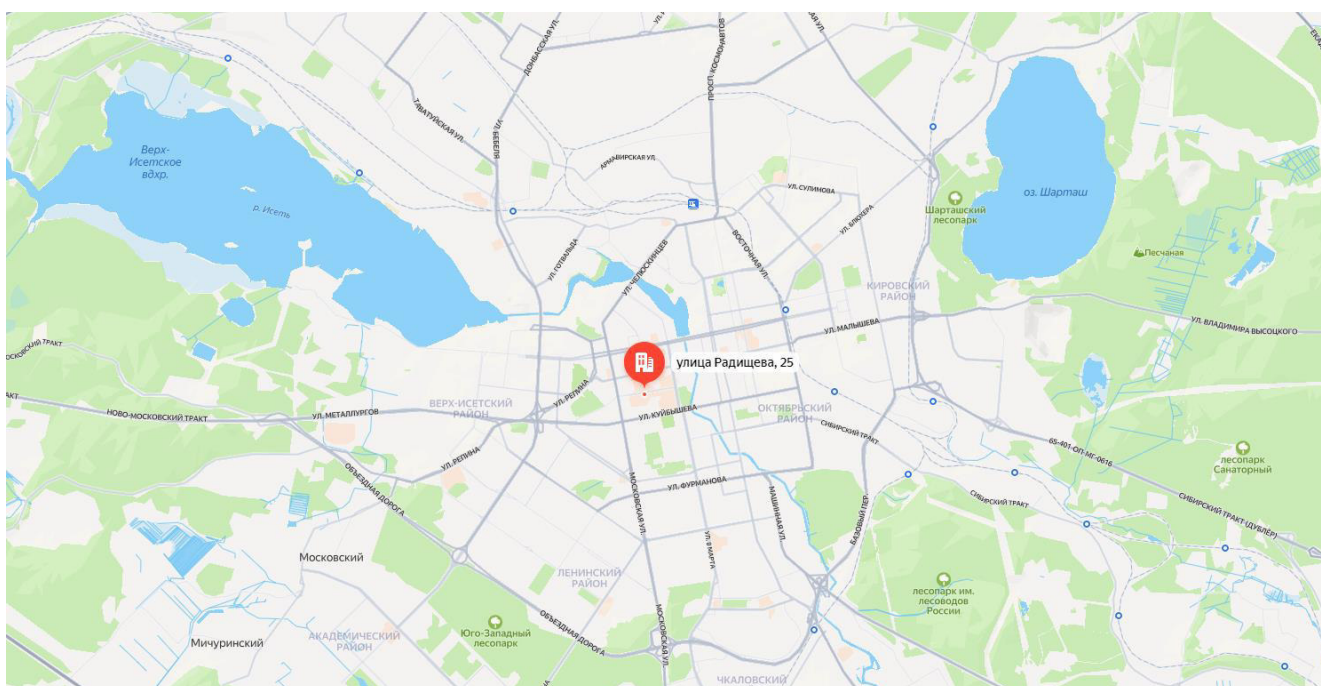 ДОНБАССКАЯ УЛ.
ПРОСП. КОСМОНАВТОВ
ТАВАТУЙСКАЯ УЛ.
УЛ. БЕБЕЛЯ
Верх-
Исетское
вдхр.
р. Исеть
АРМАВИРСКАЯ УЛ.
УЛ. СУЛИМОВА
УЛ. БЛЮХЕРА
оз. Шарташ
Шарташский
лесопарк
Песчаная
УЛ. ГОТВАЛЬДА
УЛ. ЧЕЛЮСКИНЦЕВ
ВОСТОЧНАЯ УЛ.
КИРОВСКИЙ
РАЙОН
УЛ. МАЛЫШЕВА
УЛ. ВЛАДИМИРА ВЫСОЦКОГО
улица Радищева, 25
МОСКОВСКИЙ ТРАКТ
НОВО-МОСКОВСКИЙ ТРАКТ
УЛ. МЕТАЛЛУРГОВ
ВЕРХ-ИСЕТСКИЙ
РАЙОН
УЛ. РЕПИНА
УЛ. КУЙБЫШЕВА
ОКТЯБРЬСКИЙ
РАЙОН
СИБИРСКИЙ ТРАКТ
65-401-ОП-МГ-0616
лесопарк
Санаторный
УЛ. РЕПИНА
ОБЪЕЗДНАЯ ДОРОГА
УЛ. ФУРМАНОВА
МОСКОВСКАЯ УЛ.
МАШИННАЯ УЛ.
БАЗОВЫЙ ПЕР.
СИБИРСКИЙ ТРАКТ
СИБИРСКИЙ ТРАКТ (ДУБЛЁР)
УЛ. 8 МАРТА
Московский
ЛЕНИНСКИЙ
РАЙОН
лесопарк им.
лесоводов
России
Юго-Западный
лесопарк
ОБЪЕЗДНАЯ ДОРОГА
МОСКОВСКАЯ УЛ.
АКАДЕМИЧЕСКИЙ
РАЙОН
Мичуринский
ЧКАЛОВСКИЙ